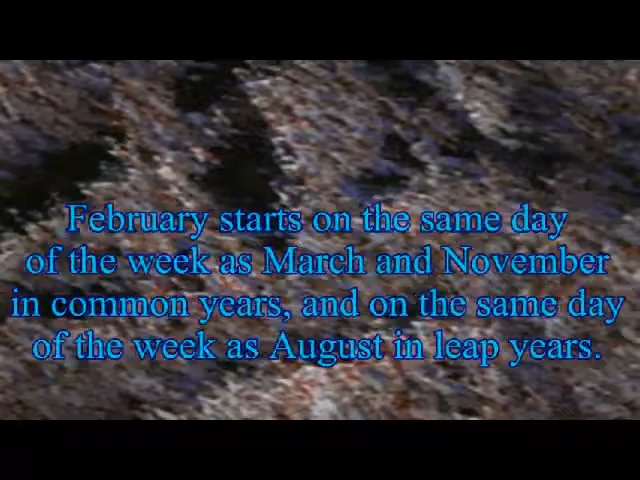 February starts on the same day
of the week as March and November
in common years, and on the same day
of the week as August in leap years.